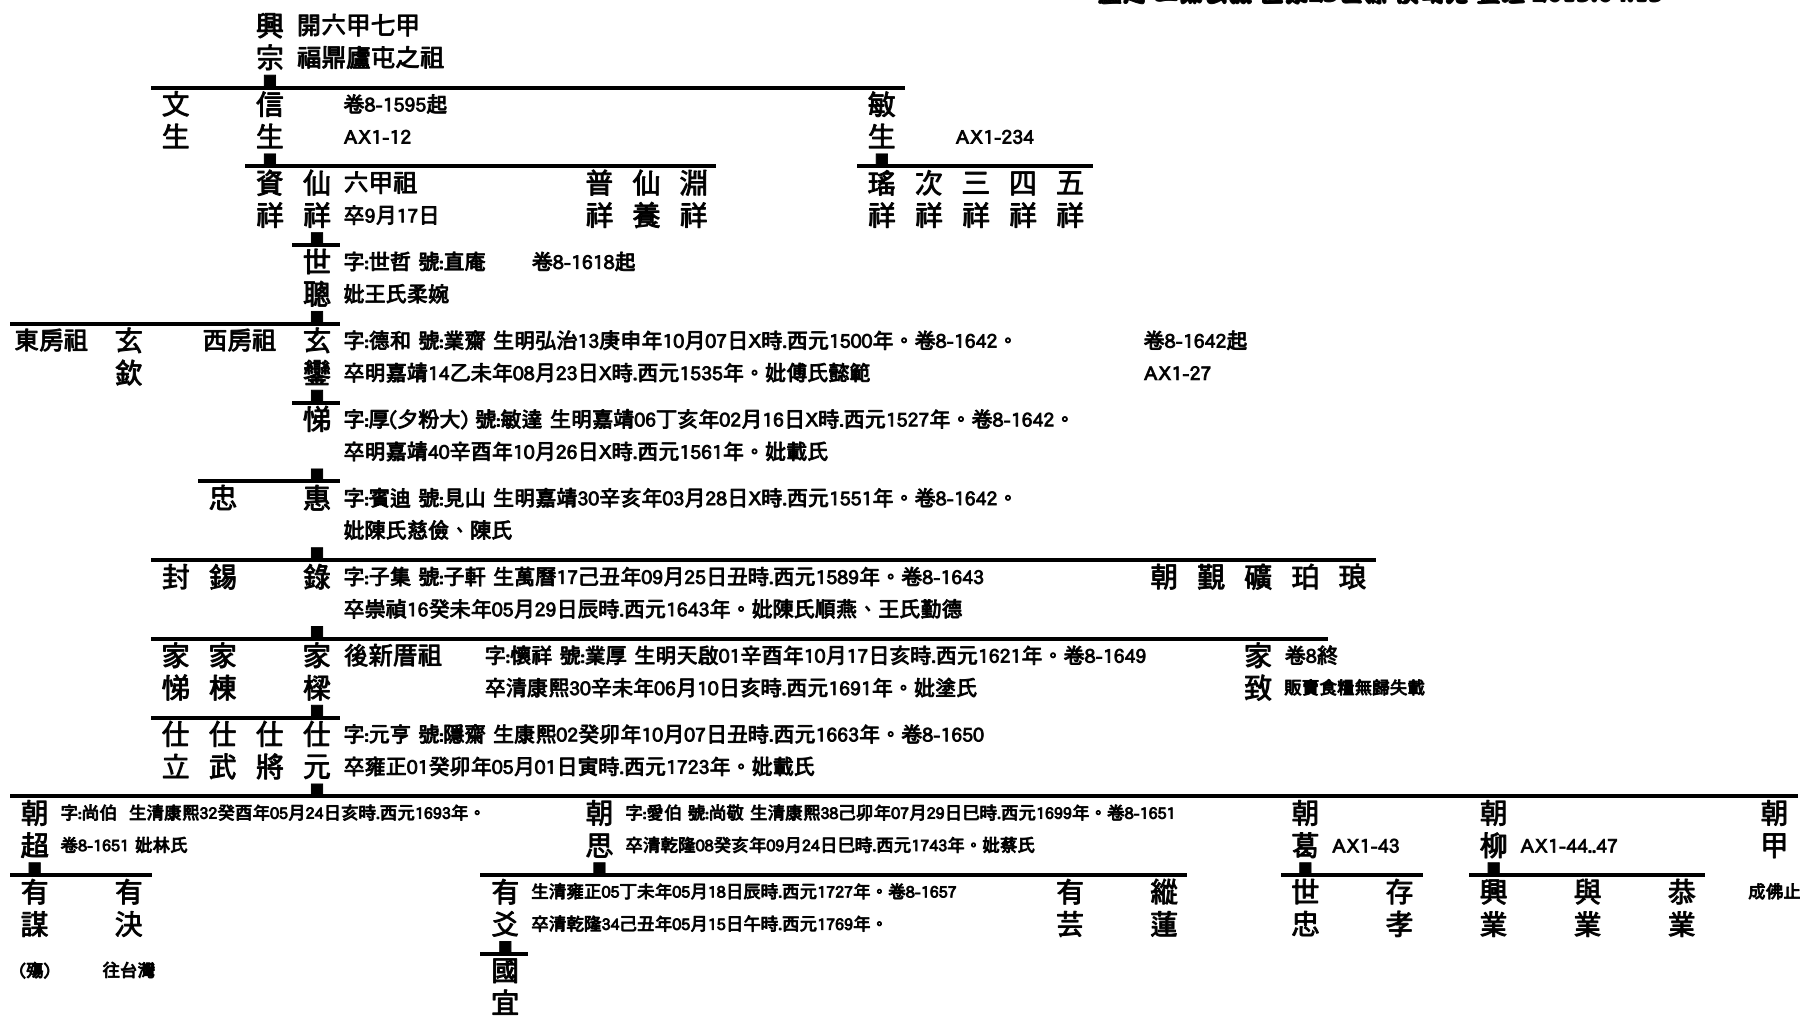 興宗 開六甲七甲
福鼎廬屯之祖
文生 信生 卷8-1595起 敏生
AX1-12 AX1-234
資祥 仙祥 六甲祖 普祥 仙養 淵祥 瑤祥 次祥 三祥 四祥 五祥
卒9月17日
世聰 字:世哲 號:直庵 卷8-1618起
妣王氏柔婉
東房祖 玄欽 西房祖 玄鑾 字:德和 號:業齋 生明弘治13庚申年10月07日X時.西元1500年。卷8-1642。 卷8-1642起
卒明嘉靖14乙未年08月23日X時.西元1535年。妣傅氏懿範 AX1-27
悌 字:厚(夕粉大) 號:敏達 生明嘉靖06丁亥年02月16日X時.西元1527年。卷8-1642。
卒明嘉靖40辛酉年10月26日X時.西元1561年。妣載氏
忠 惠 字:賓迪 號:見山 生明嘉靖30辛亥年03月28日X時.西元1551年。卷8-1642。
妣陳氏慈儉、陳氏
封 錫 錄 字:子集 號:子軒 生萬曆17己丑年09月25日丑時.西元1589年。卷8-1643 朝 觐 礦 珀 琅
卒崇禎16癸未年05月29日辰時.西元1643年。妣陳氏順燕、王氏勤德
家悌 家棟 家樑 後新厝祖 字:懷祥 號:業厚 生明天啟01辛酉年10月17日亥時.西元1621年。卷8-1649 家致 卷8終
卒清康熙30辛未年06月10日亥時.西元1691年。妣塗氏 販賣食糧無歸失載
仕立 仕武 仕將 仕元 字:元亨 號:隱齋 生康熙02癸卯年10月07日丑時.西元1663年。卷8-1650
卒雍正01癸卯年05月01日寅時.西元1723年。妣載氏
朝超 字:尚伯 生清康熙32癸酉年05月24日亥時.西元1693年。 朝思 字:愛伯 號:尚敬 生清康熙38己卯年07月29日巳時.西元1699年。卷8-1651 朝葛 朝柳 朝甲
卷8-1651 妣林氏 卒清乾隆08癸亥年09月24日巳時.西元1743年。妣蔡氏 AX1-43 AX1-44..47
有謀 有決 有爻 生清雍正05丁未年05月18日辰時.西元1727年。卷8-1657 有芸 縱蓮 世忠 存孝 興業 與業 恭業 成佛止
卒清乾隆34己丑年05月15日午時.西元1769年。
(殤) 往台灣 國宜